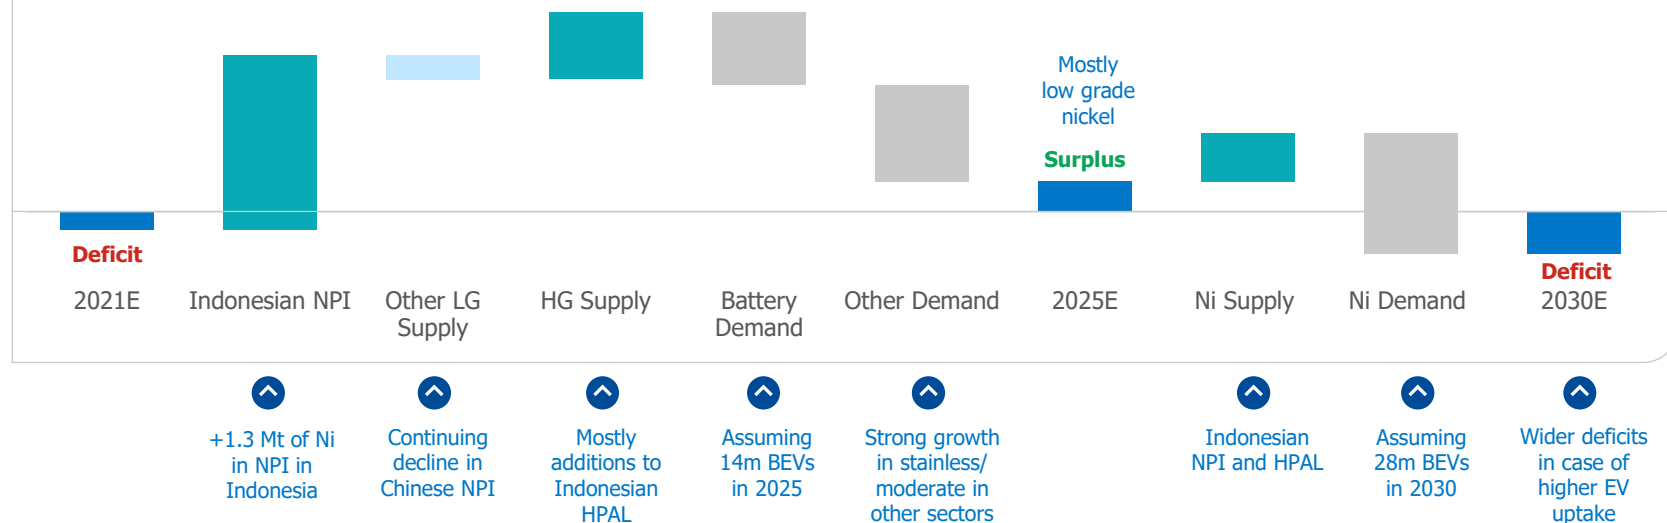 Mostly
low grade
nickel
Surplus
Deficit
Deficit
2021E
Indonesian NPI
Other LG
Supply
HG Supply
Battery
Demand
Other Demand
2025E
Ni Supply
Ni Demand
2030E
+1.3 Mt of Ni
in NPI in
Indonesia
Continuing
decline in
Chinese NPI
Mostly
additions to
Indonesian
HPAL
Assuming
14m BEVs
in 2025
Strong growth
in stainless/
moderate in
other sectors
Indonesian
NPI and HPAL
Assuming
28m BEVs
in 2030
Wider deficits
in case of
higher EV
uptake